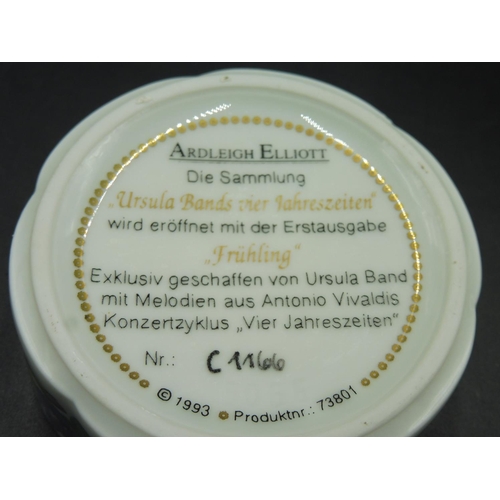 ARDLEIGH ELLIOTT
Die Sammlung
„Ursula Bands vier Jahreszeiten"
wird eröffnet mit der Erstausgabe
„Frühling"
Exklusiv geschaffen von Ursula Band
mit Melodien aus Antonio Vivaldis
Konzertzyklus „Vier Jahreszeiten"
Nr.: C1166
© 1993 Produktnr.: 73801